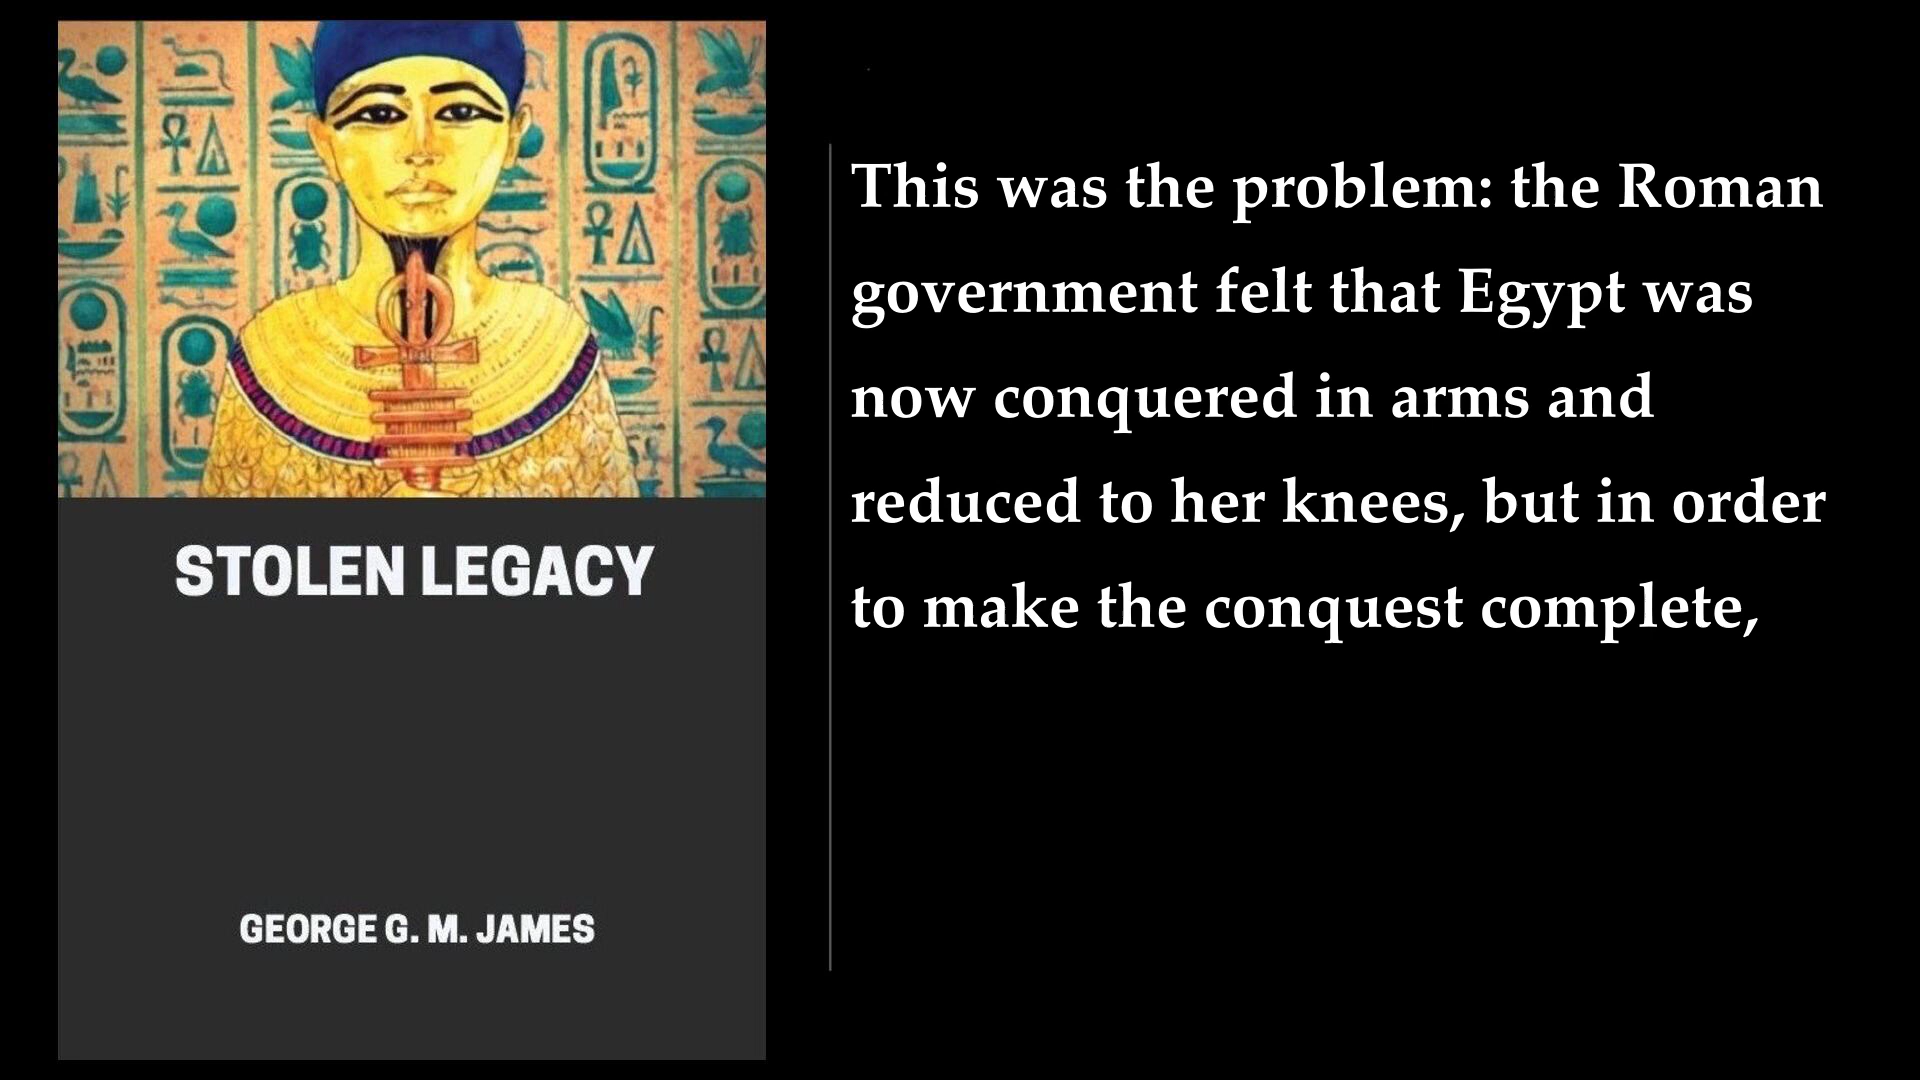 STOLEN LEGACY
GEORGE G. M. JAMES
This was the problem: the Roman
government felt that Egypt was
now conquered in arms and
reduced to her knees, but in order
to make the conquest complete,